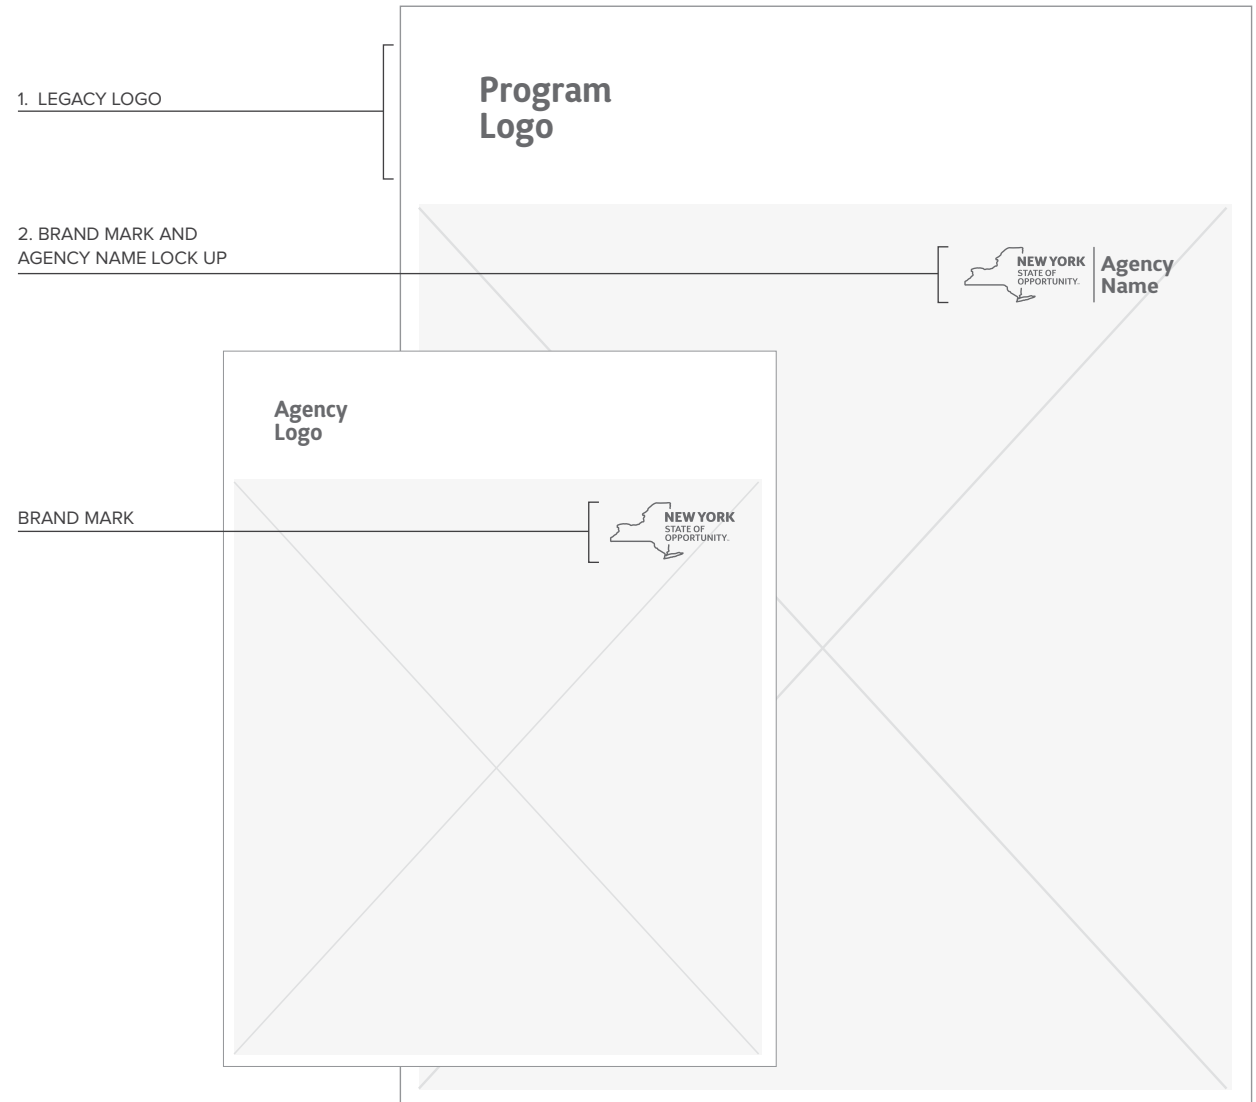 1. LEGACY LOGO
Program
Logo
2. BRAND MARK AND
AGENCY NAME LOCK UP
NEW YORK
STATE OF
OPPORTUNITY.
Agency
Name
Agency
Logo
BRAND MARK
NEW YORK
STATE OF
OPPORTUNITY.